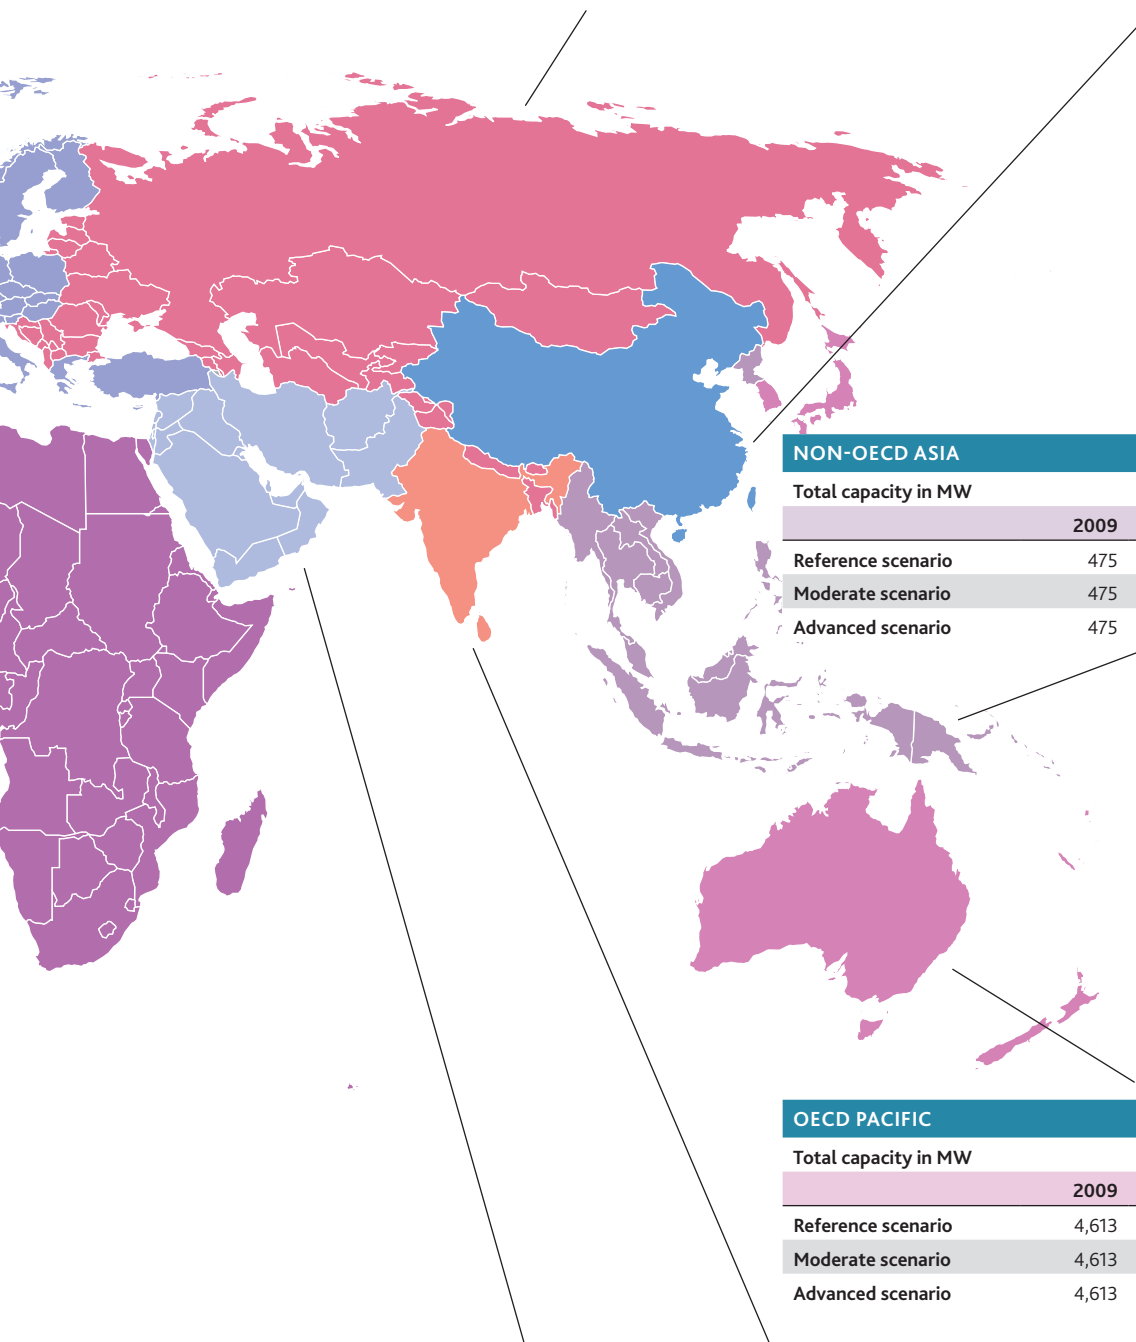 NON-OECD ASIA
Total capacity in MW
2009
Reference scenario 475
Moderate scenario 475
Advanced scenario 475
OECD PACIFIC
Total capacity in MW
2009
Reference scenario 4,613
Moderate scenario 4,613
Advanced scenario 4,613